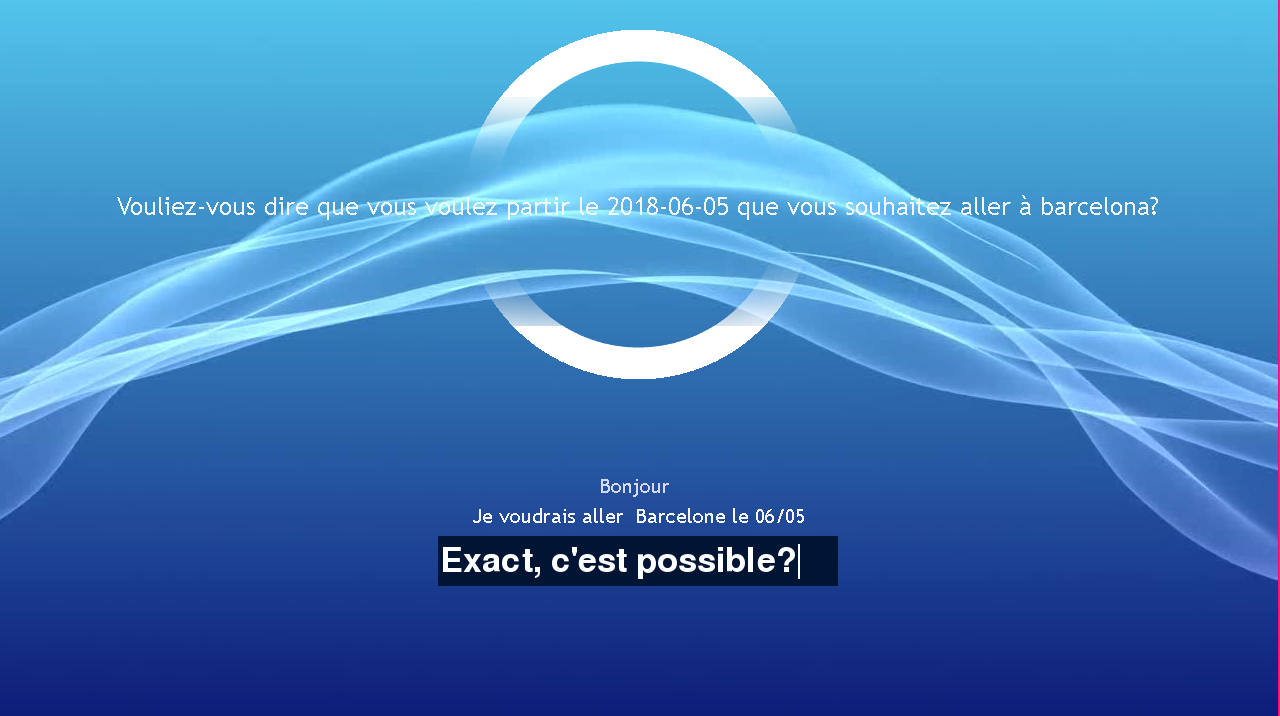 Vouliez-vous dire que vous voulez partir le 2018-06-05 que vous souhaitez aller à barcelona?
Bonjour
Je voudrais aller  Barcelone le 06/05
Exact, c'est possible?